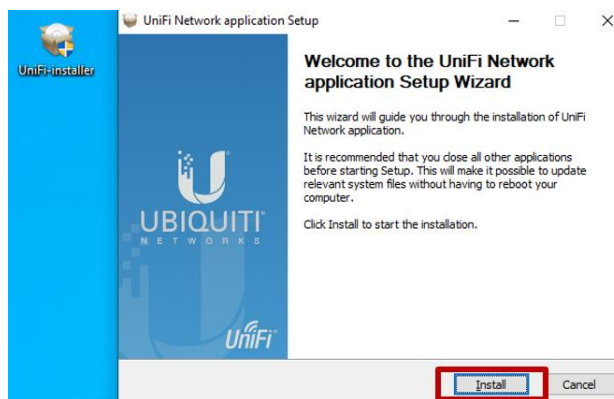 UniFi Network application Setup
UniFi-installer
Welcome to the UniFi Network
application Setup Wizard
This wizard will guide you through the installation of UniFi
Network application.
It is recommended that you close all other applications
before starting Setup. This will make it possible to update
relevant system files without having to reboot your
computer.
Click Install to start the installation.
UBIQUITI
NETWORKS
UniFi
Install
Cancel